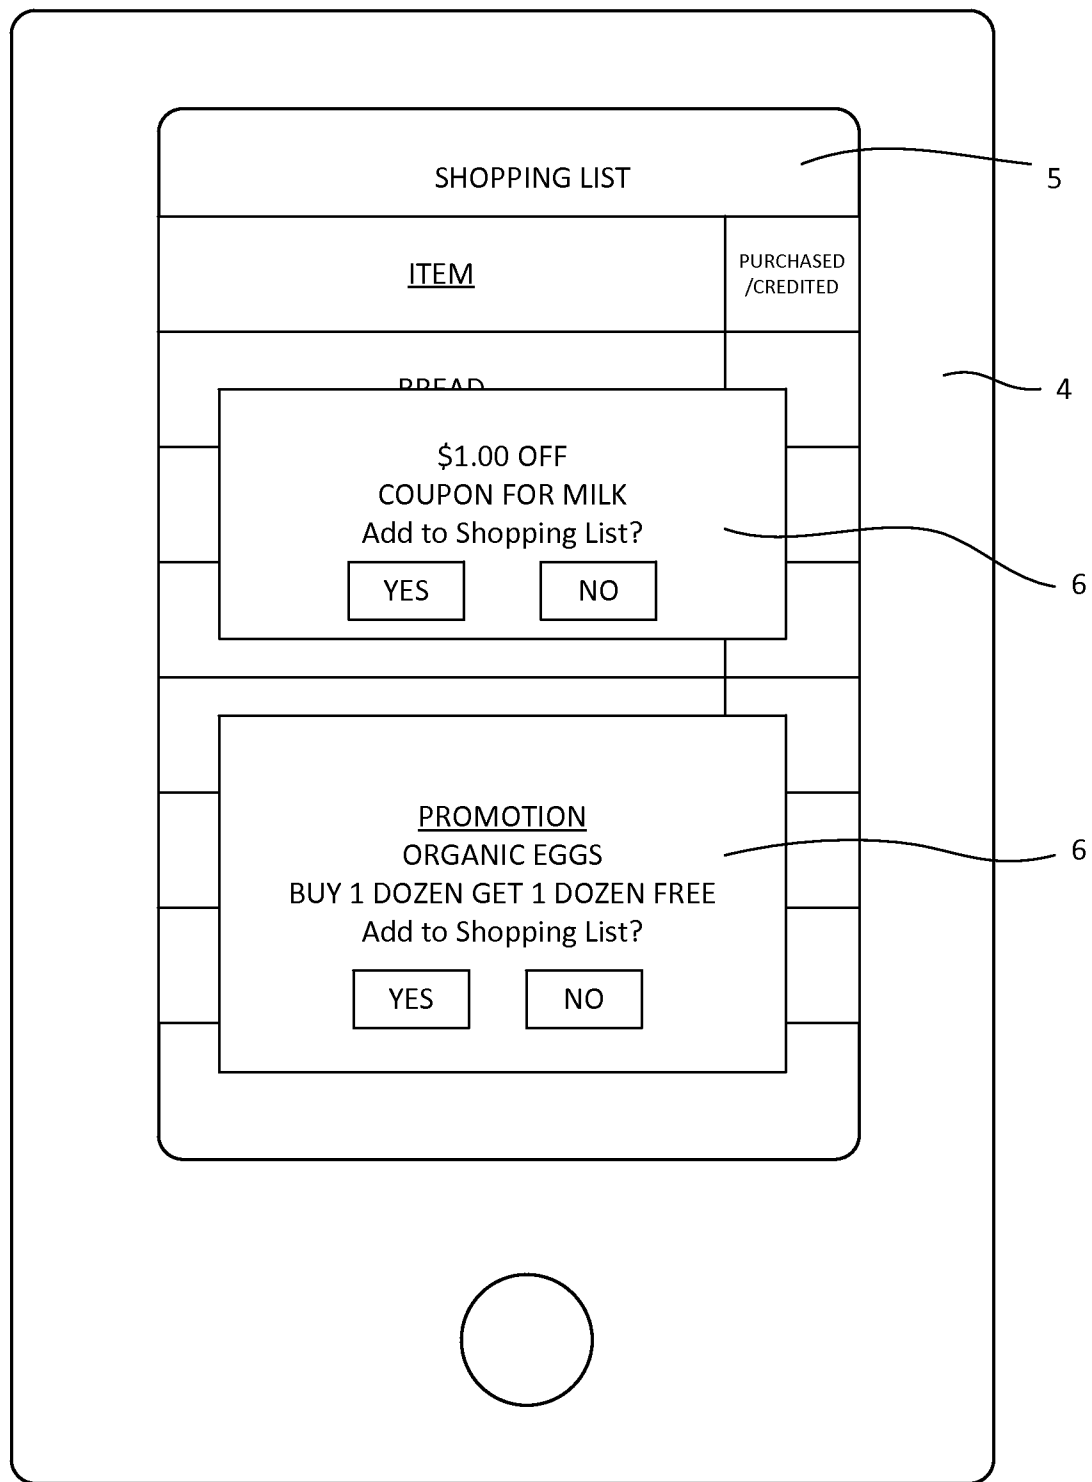 SHOPPING LIST
5
ITEM
PURCHASED
/CREDITED
BREAD
4
$1.00 OFF
COUPON FOR MILK
Add to Shopping List?
6
YES NO
PROMOTION
ORGANIC EGGS
6
BUY 1 DOZEN GET 1 DOZEN FREE
Add to Shopping List?
YES NO